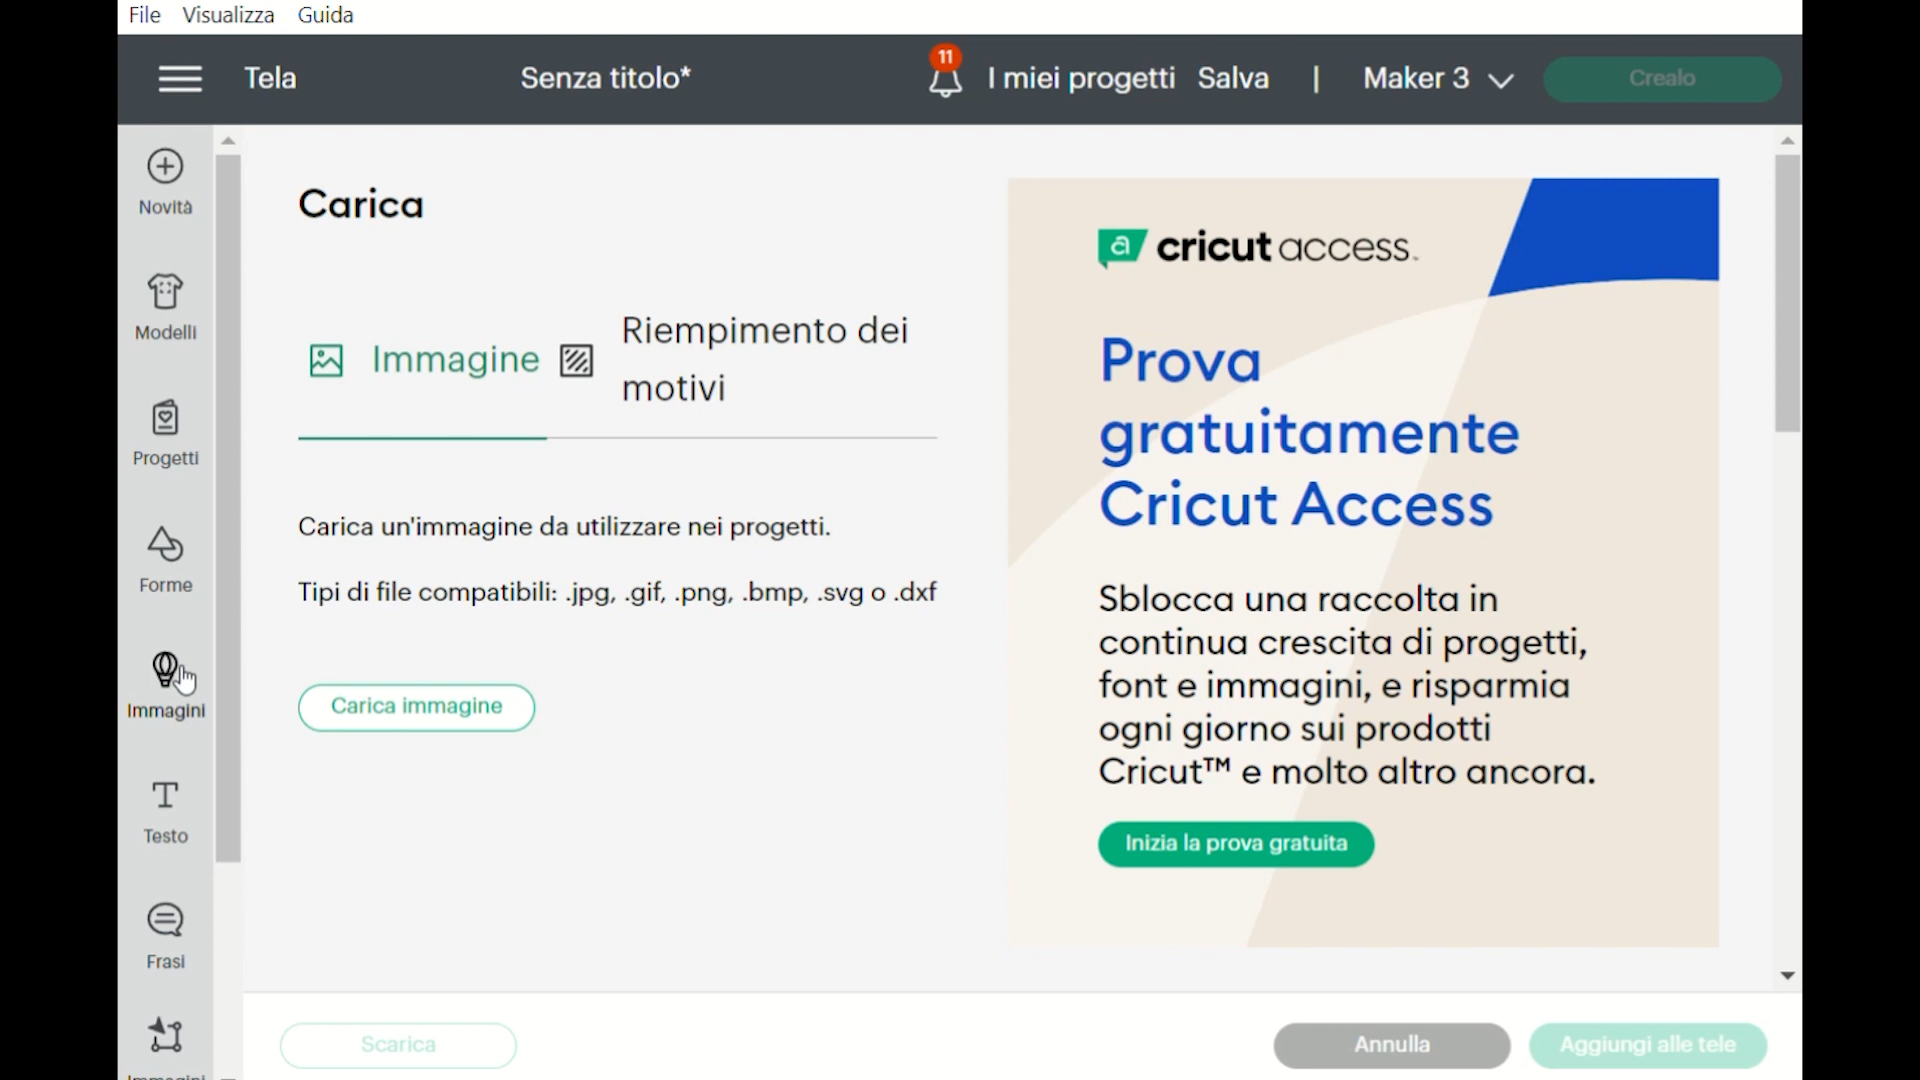 File Visualizza Guida
Tela Senza titolo* 11 I miei progetti Salva | Maker 3 Crealo
Novità
Modelli
Progetti
Forme
Immagini
Testo
Frasi
Immagini
Carica
Immagine
Riempimento dei
motivi
Carica un'immagine da utilizzare nei progetti.
Tipi di file compatibili: .jpg, .gif, .png, .bmp, .svg o .dxf
Carica immagine
a cricut access™
Prova
gratuitamente
Cricut Access
Sblocca una raccolta in
continua crescita di progetti,
font e immagini, e risparmia
ogni giorno sui prodotti
Cricut™ e molto altro ancora.
Inizia la prova gratuita
Scarica Annulla Aggiungi alle tele